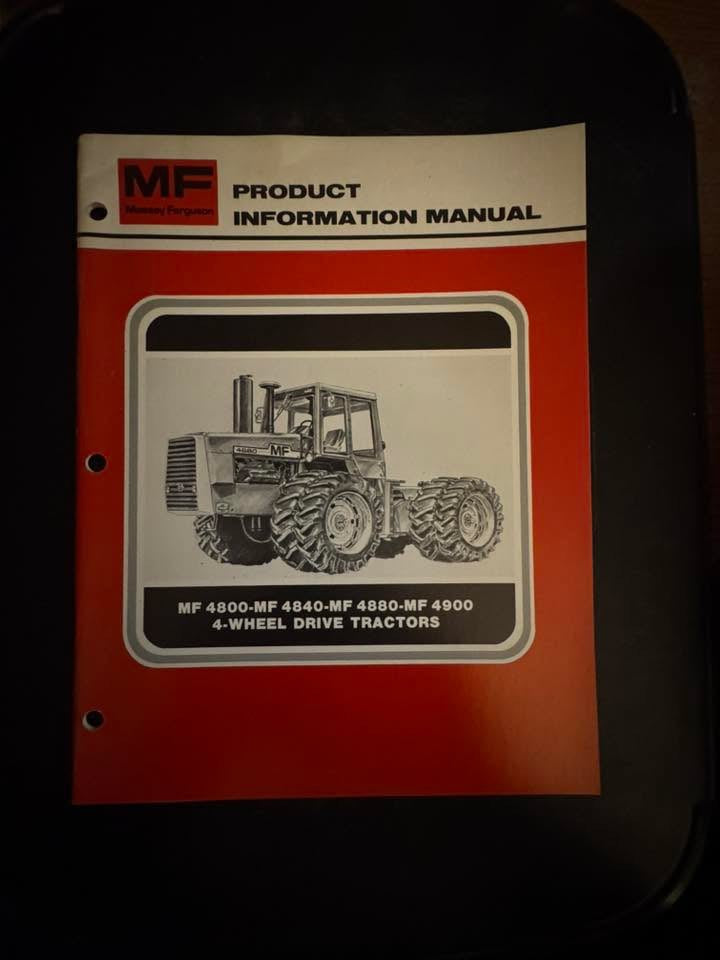 MF
Massey Ferguson
PRODUCT
INFORMATION MANUAL
4880 MF
MF 4800-MF 4840-MF 4880-MF 4900
4-WHEEL DRIVE TRACTORS